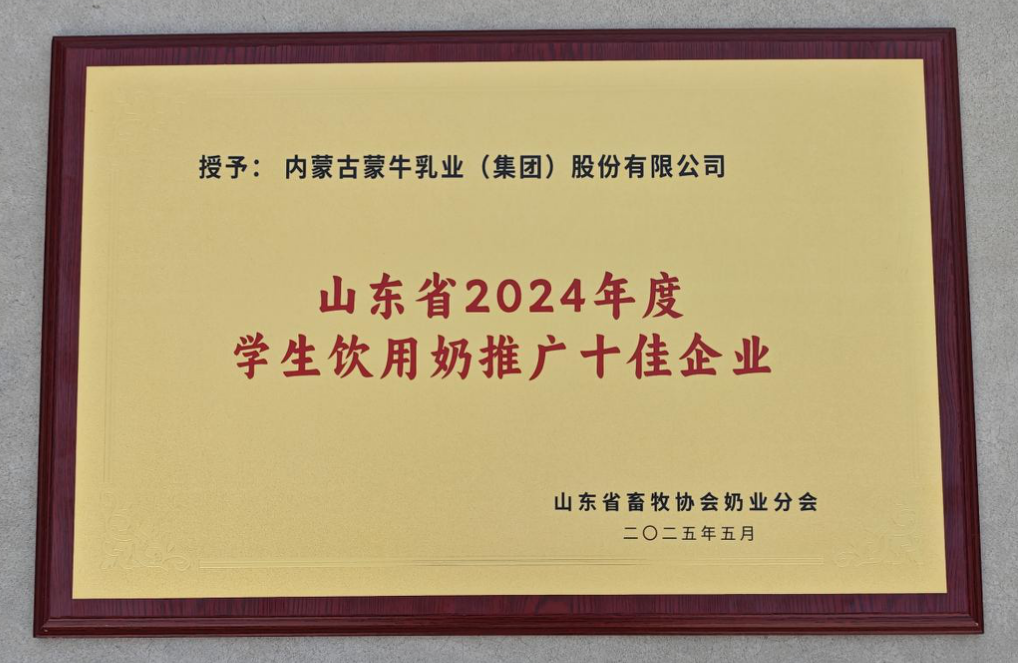 授予： 内蒙古蒙牛乳业（集团）股份有限公司
山东省2024年度
学生饮用奶推广十佳企业
山东省畜牧协会奶业分会
二〇二五年五月